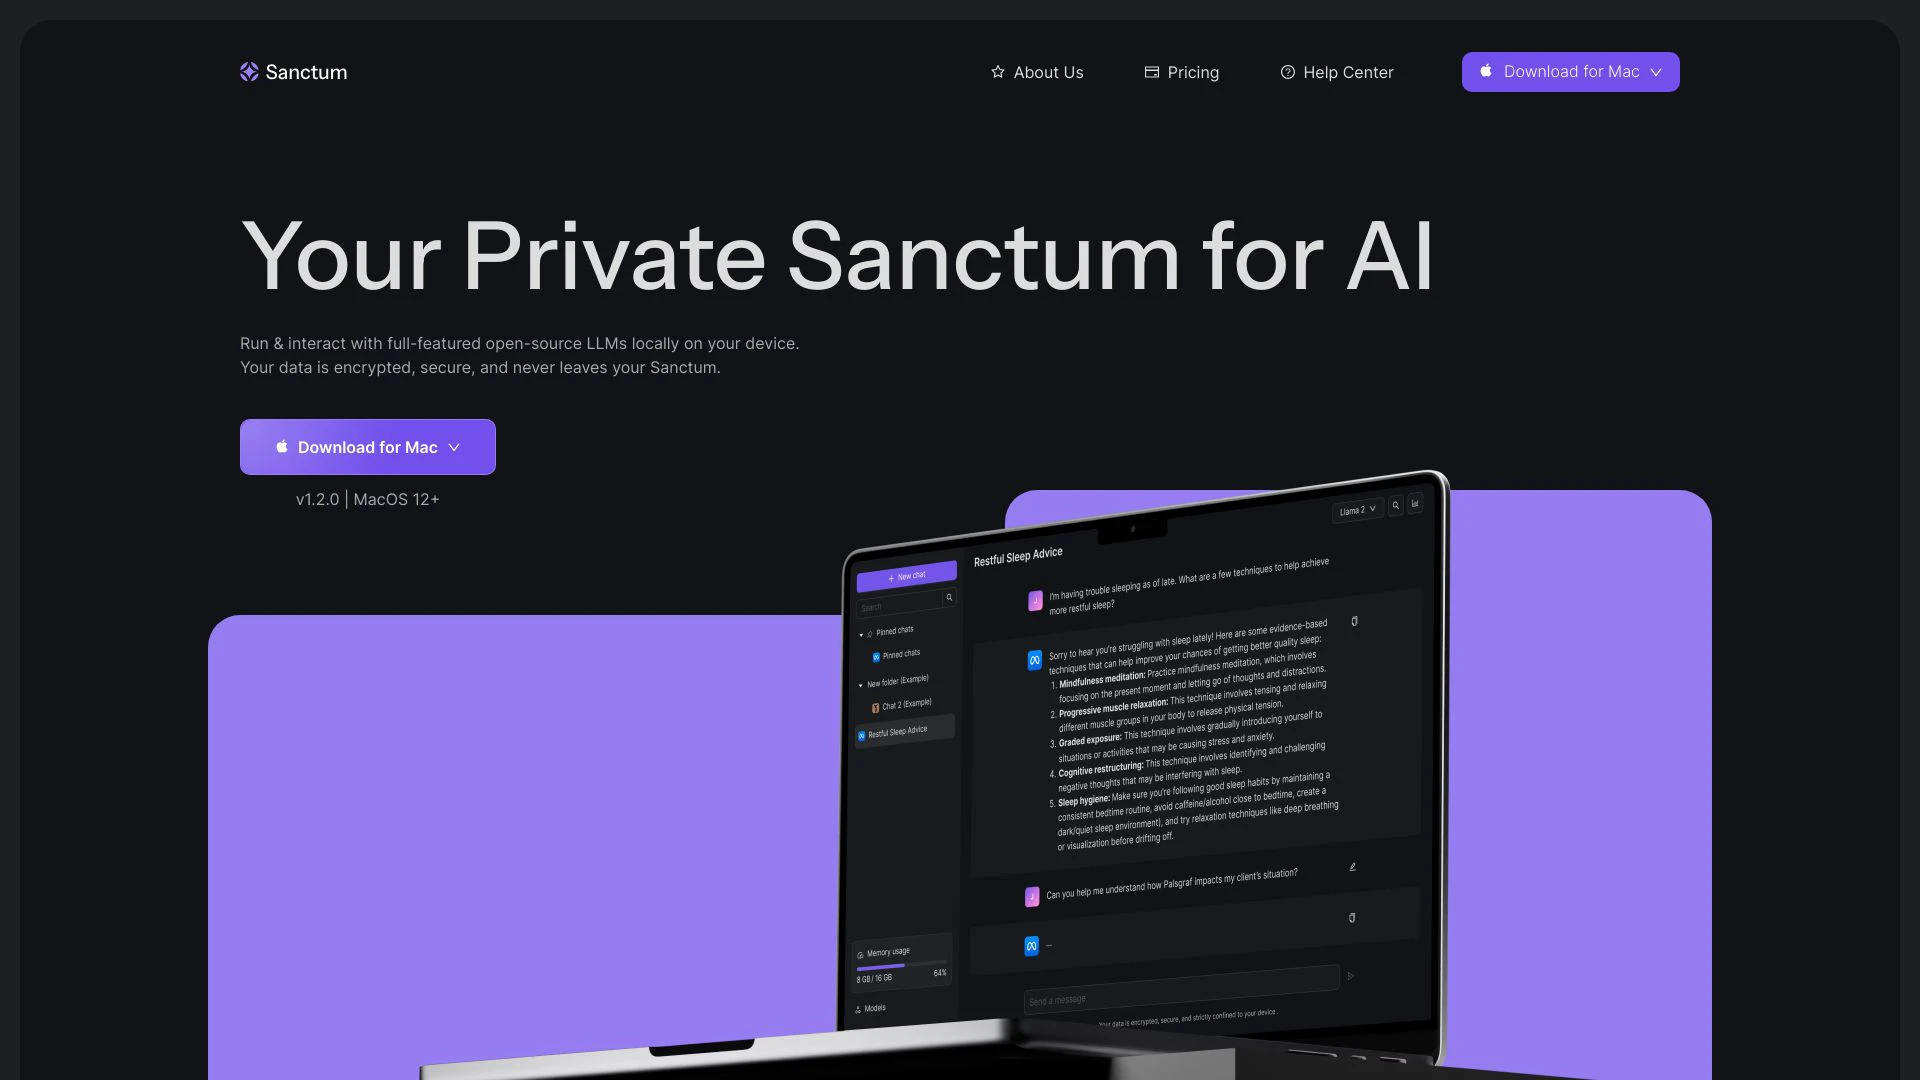 Sanctum
About Us
Pricing
Help Center
Download for Mac
Your Private Sanctum for AI
Run & interact with full-featured open-source LLMs locally on your device.
Your data is encrypted, secure, and never leaves your Sanctum.
Download for Mac
v1.2.0 | MacOS 12+
New chat
Search
Pinned chats
Pinned chats
New folder (Example)
Chat 2 (Example)
Restful Sleep Advice
Memory usage
8 GB / 16 GB 64%
Models
Restful Sleep Advice
Llama 2
I'm having trouble sleeping as of late. What are a few techniques to help achieve
more restful sleep?
Sorry to hear you're struggling with sleep lately! Here are some evidence-based
techniques that can help improve your chances of getting better quality sleep:
1. Mindfulness meditation: Practice mindfulness meditation, which involves
focusing on the present moment and letting go of thoughts and distractions.
2. Progressive muscle relaxation: This technique involves tensing and relaxing
different muscle groups in your body to release physical tension.
3. Graded exposure: This technique involves gradually introducing yourself to
situations or activities that may be causing stress and anxiety.
4. Cognitive restructuring: This technique involves identifying and challenging
negative thoughts that may be interfering with sleep.
5. Sleep hygiene: Make sure you're following good sleep habits by maintaining a
consistent bedtime routine, avoid caffeine/alcohol close to bedtime, create a
dark/quiet sleep environment), and try relaxation techniques like deep breathing
or visualization before drifting off.
Can you help me understand how Palsgraf impacts my client's situation?
...
Send a message
Your data is encrypted, secure, and strictly confined to your device.